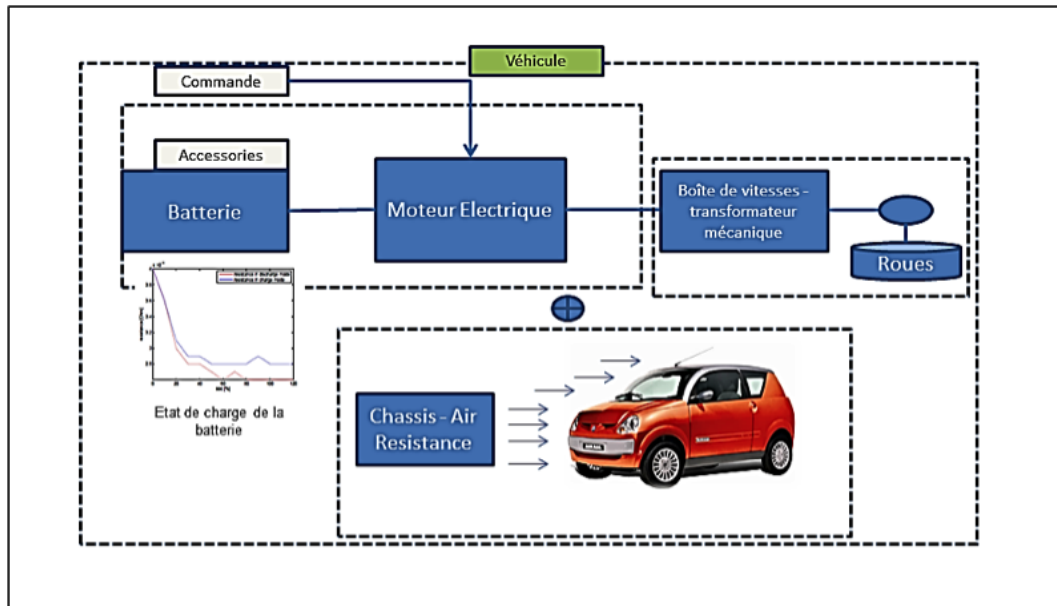 Véhicule
Commande
Accessories
Batterie
Moteur Electrique
Boîte de vitesses -
transformateur
mécanique
Roues
Etat de charge de la
batterie
Chassis - Air
Resistance